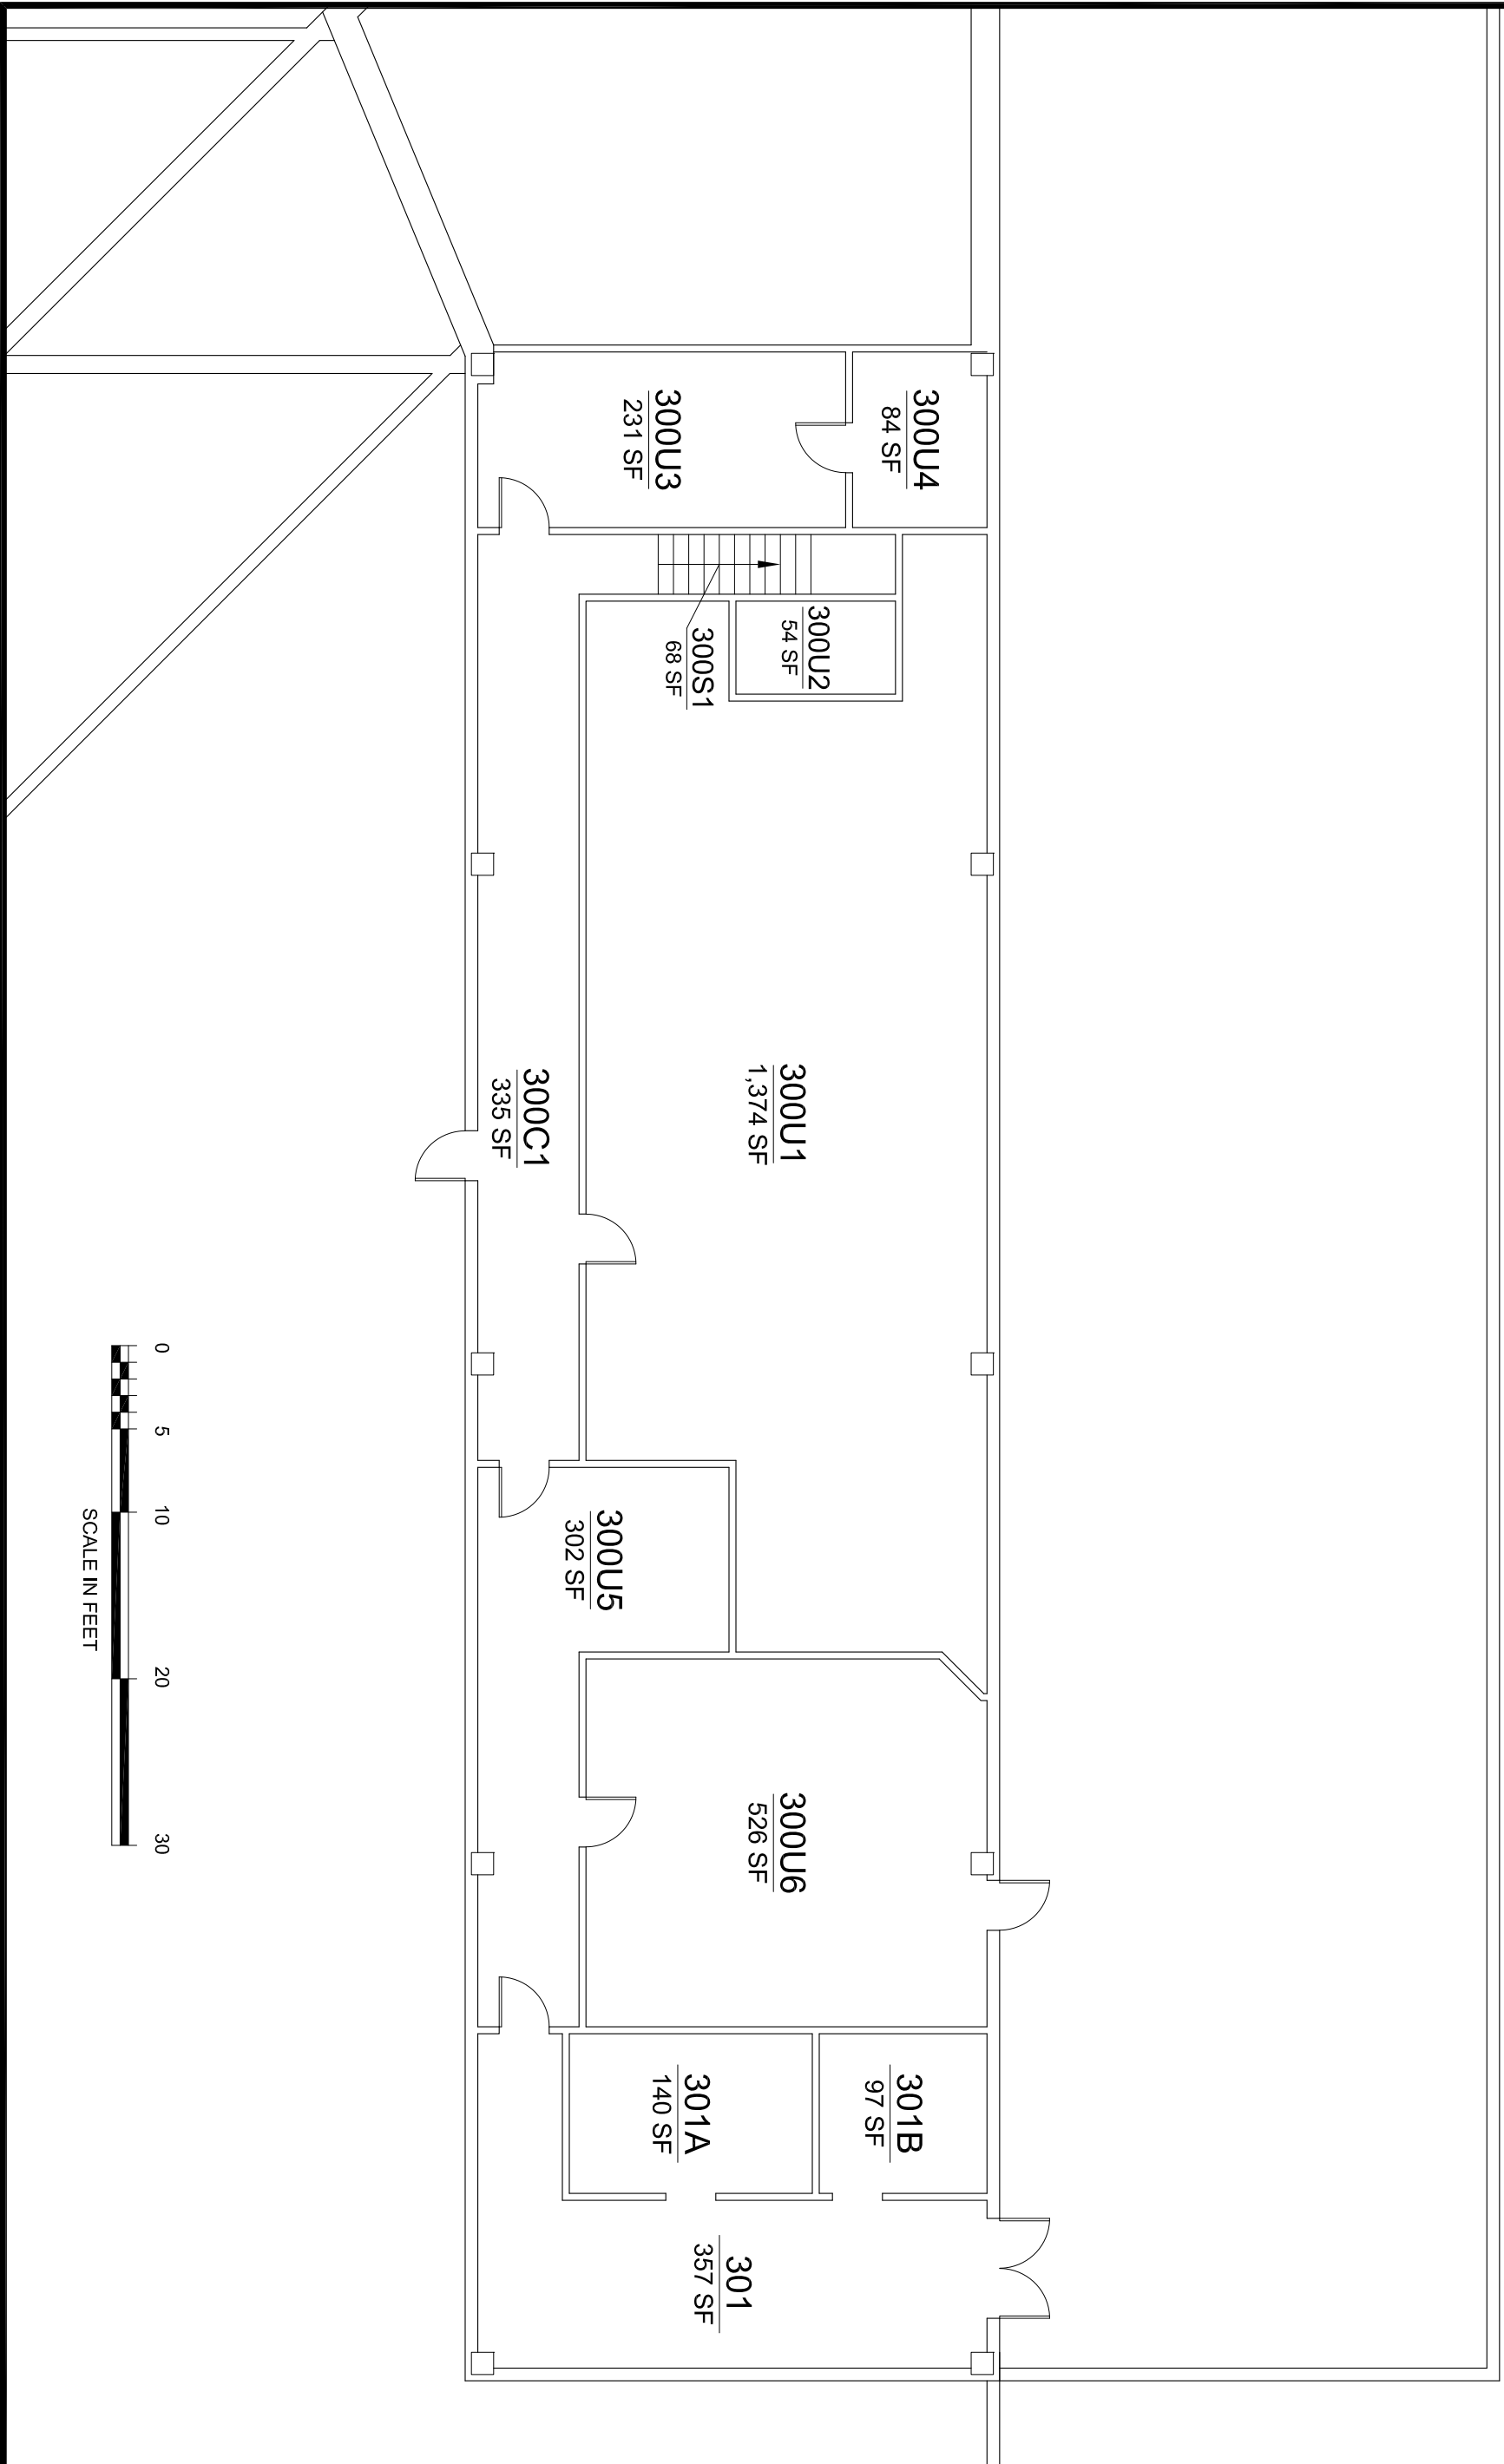 300U4
84 SF
300U3
231 SF
300U2
54 SF
300S1
68 SF
300U1
1,374 SF
300C1
335 SF
300U5
302 SF
300U6
526 SF
301B
97 SF
301A
140 SF
301
357 SF
0 5 10 20 30
SCALE IN FEET